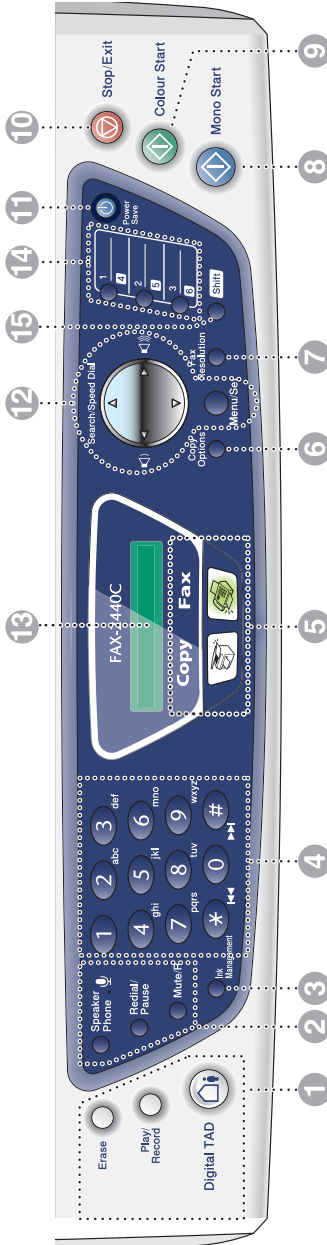 10
11
14
15
12
13
Stop/Exit
Colour Start
Mono Start
Power
Save
1
4
2
5
3
6
Shift
Search/Speed Dial
Fax
Resolution
Menu/Set
Copy
Options
FAX-2440C
Copy Fax
1
2 abc
3 def
4 ghi
5 jkl
6 mno
7 pqrs
8 tuv
9 wxyz
*
0
#
Speaker
Phone
Redial/
Pause
Mute/R
Ink
Management
Erase
Play/
Record
Digital TAD
1
2
3
4
5
6
7
8
9